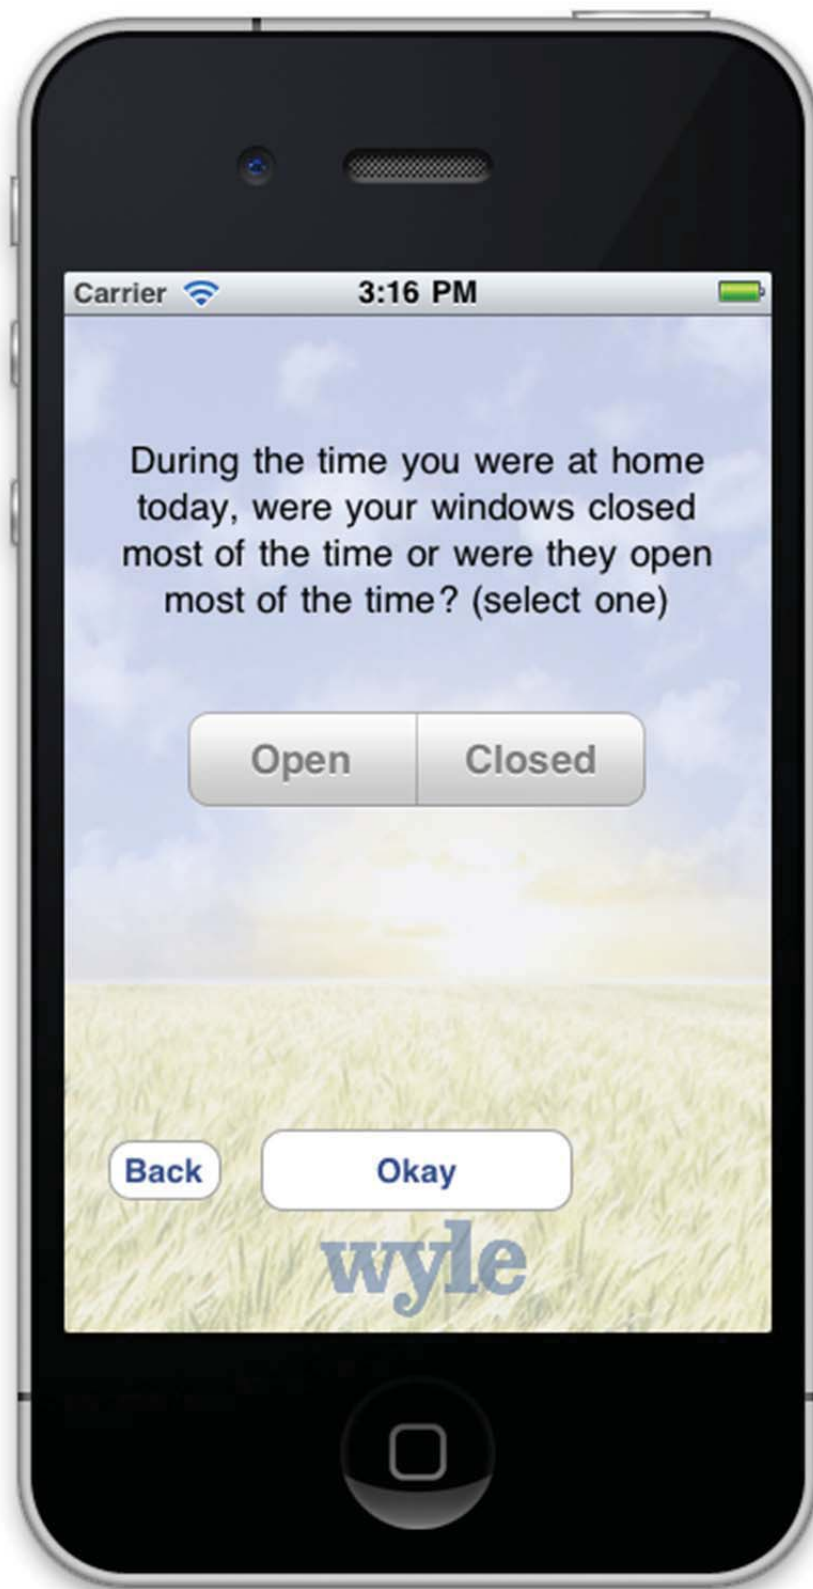 Carrier 3:16 PM
During the time you were at home
today, were your windows closed
most of the time or were they open
most of the time? (select one)
Open Closed
Back Okay
wyle